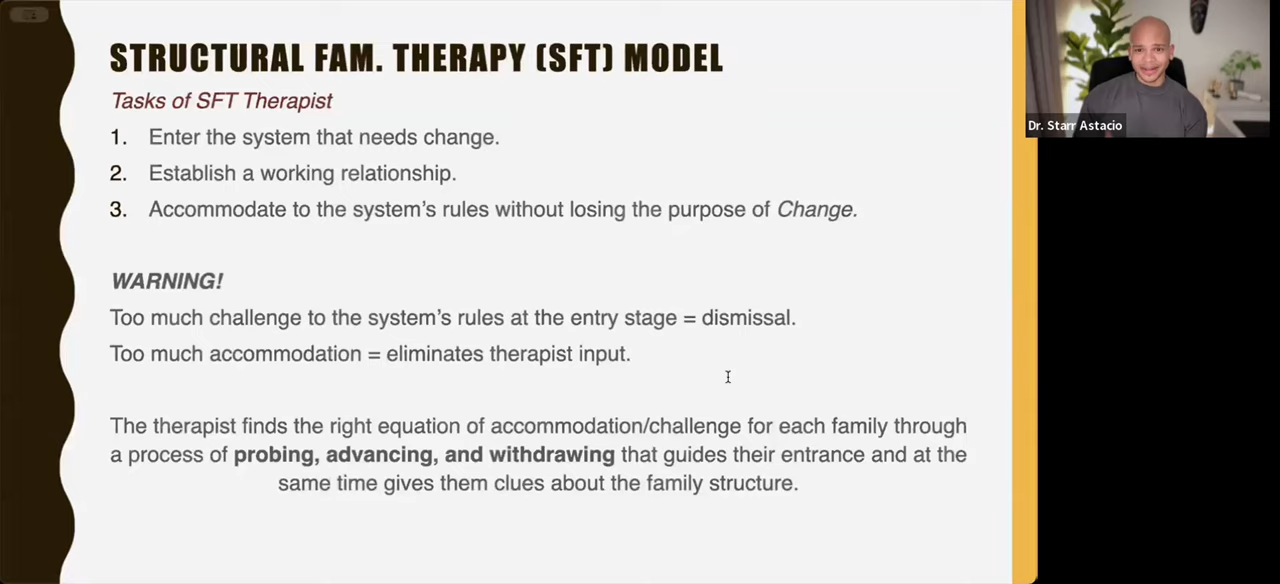 STRUCTURAL FAM. THERAPY (SFT) MODEL
Tasks of SFT Therapist
1. Enter the system that needs change.
2. Establish a working relationship.
3. Accommodate to the system's rules without losing the purpose of Change.
WARNING!
Too much challenge to the system's rules at the entry stage = dismissal.
Too much accommodation = eliminates therapist input.
The therapist finds the right equation of accommodation/challenge for each family through
a process of probing, advancing, and withdrawing that guides their entrance and at the
same time gives them clues about the family structure.
Dr. Starr Astacio